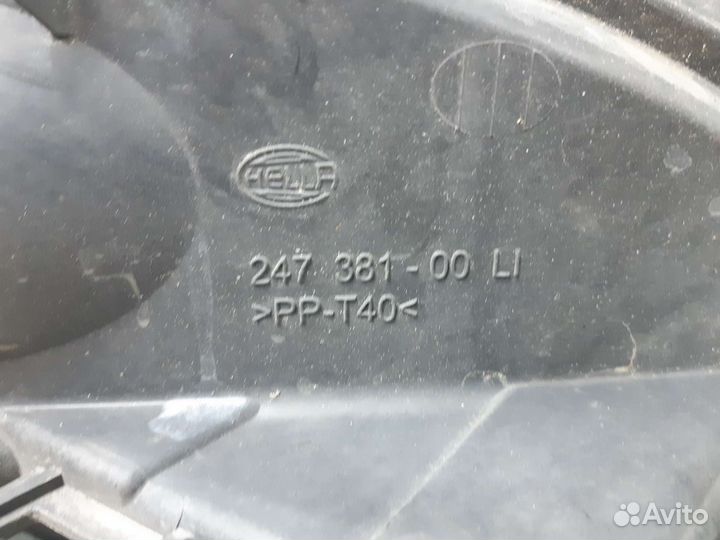 HELLA
247 381-00 LI
>PP-T40<
Avito